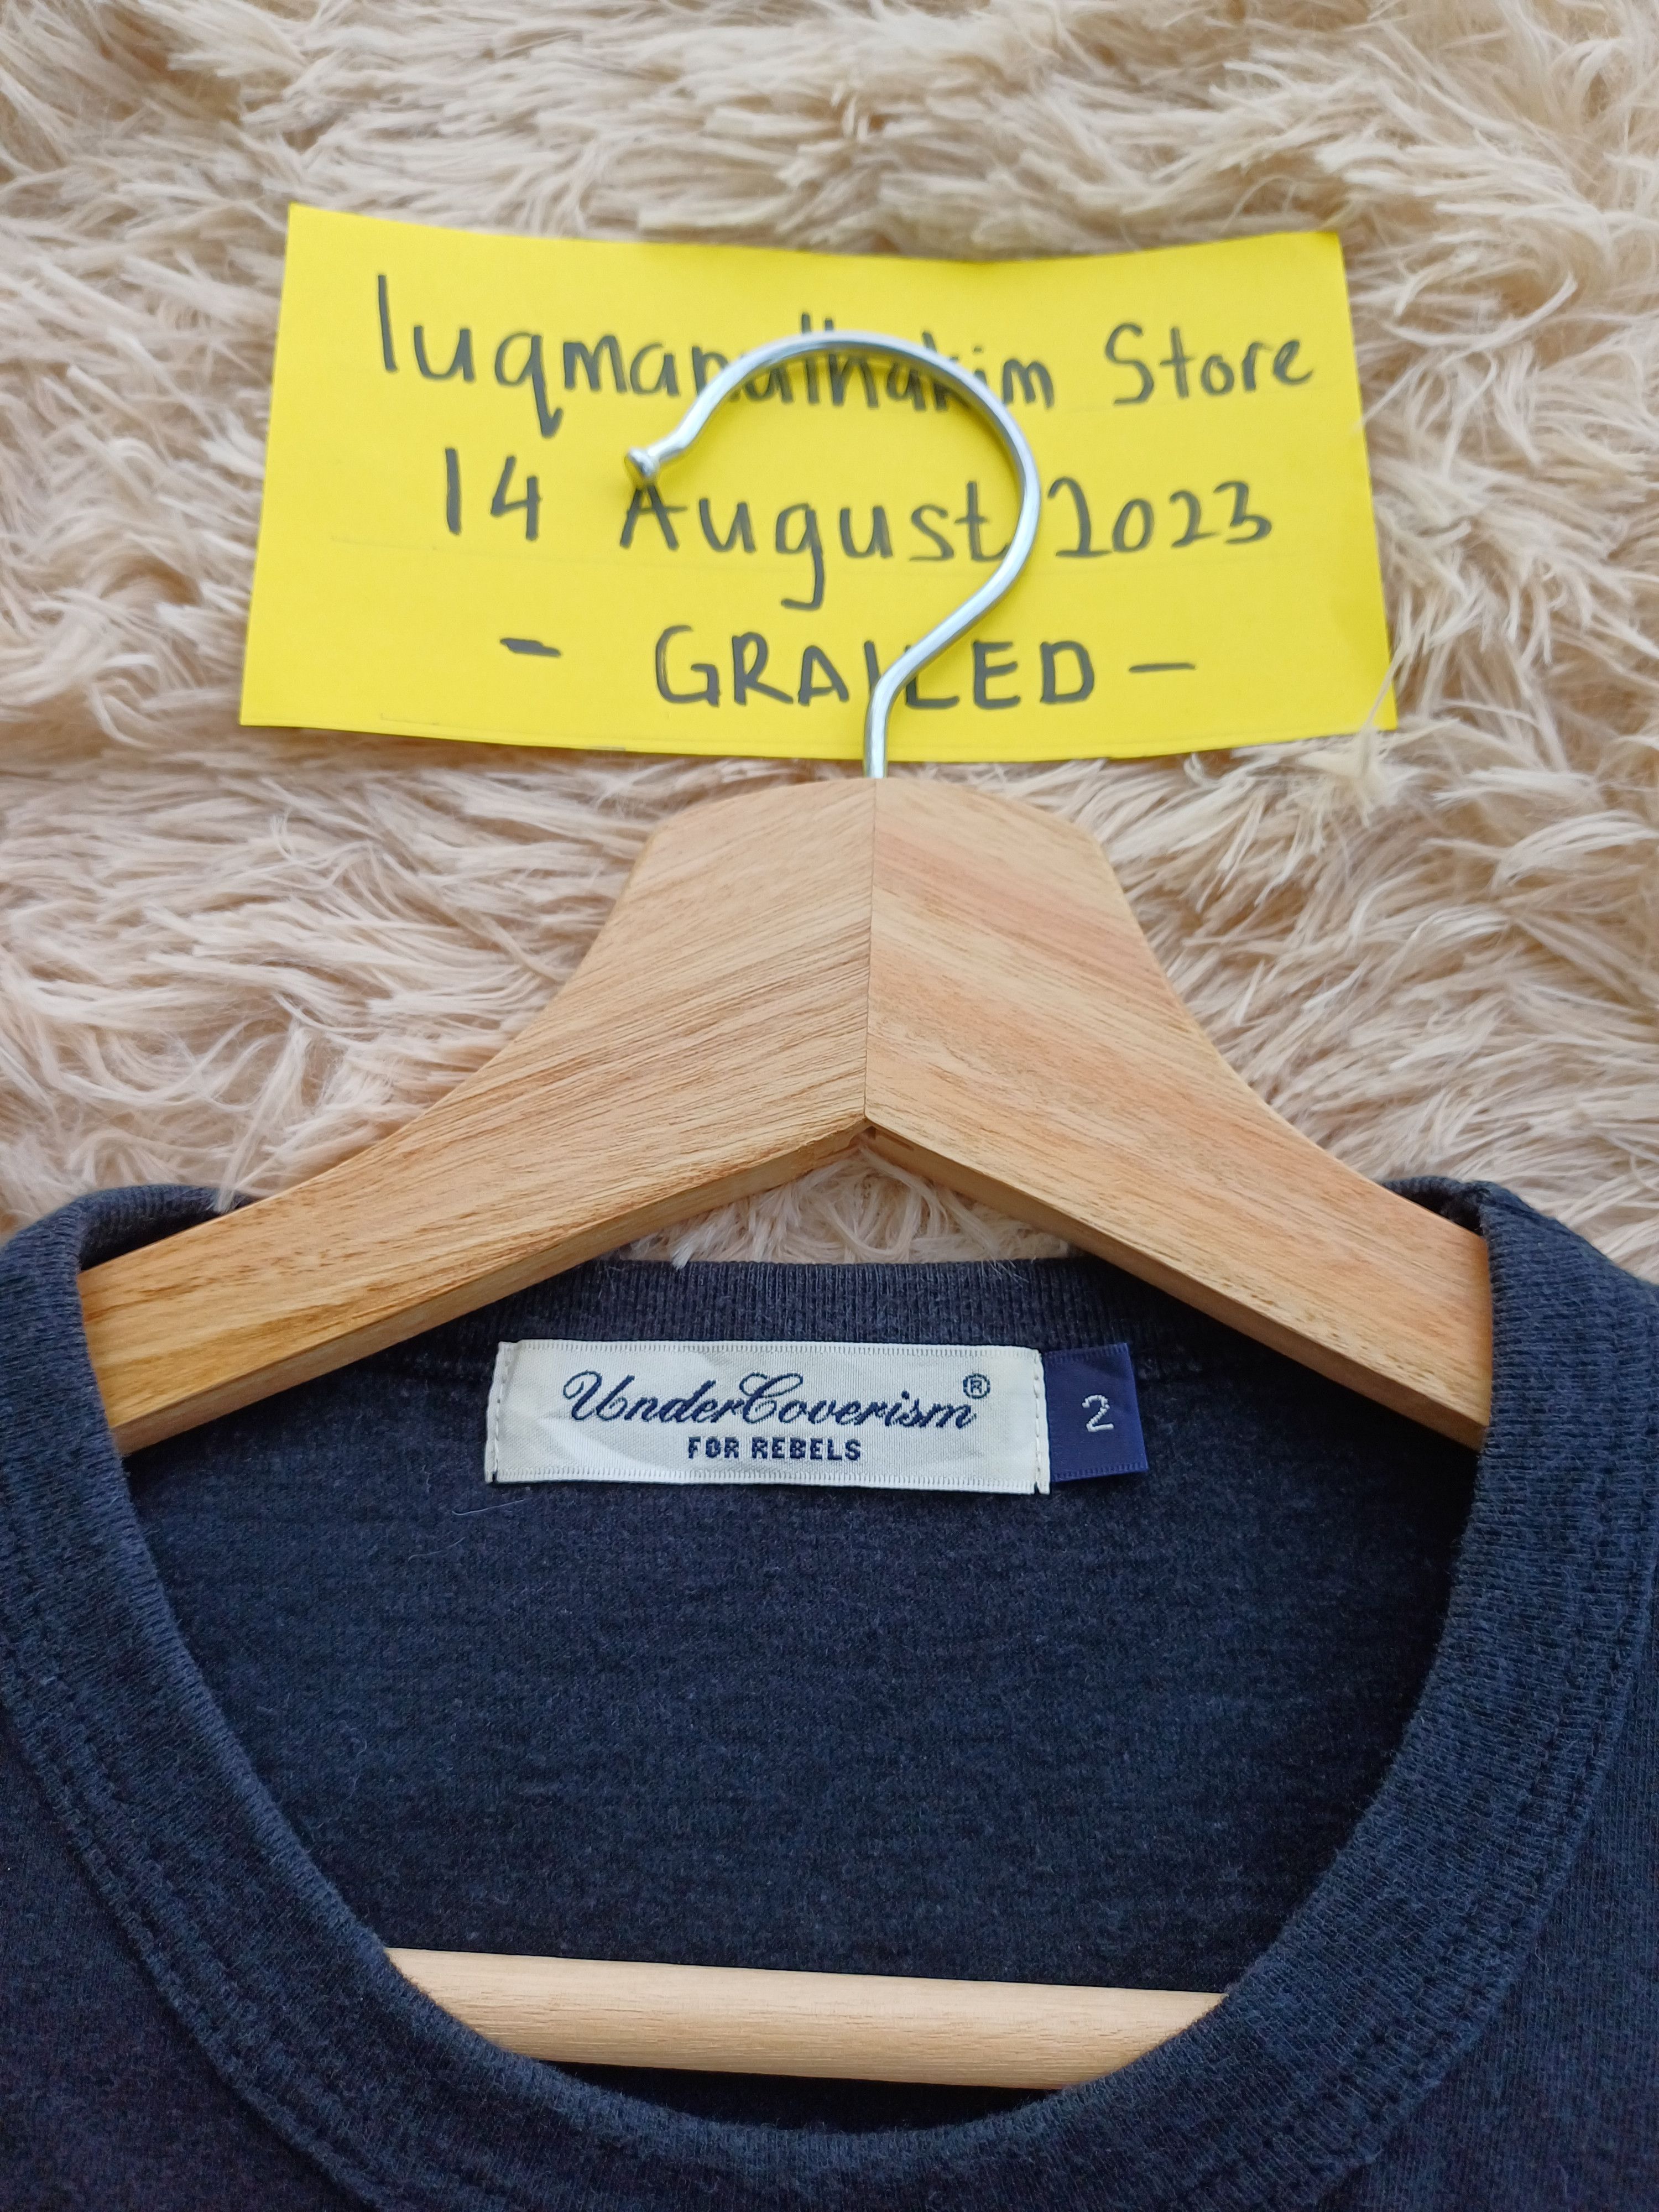 luqmanalhakim Store
14 August 2023
- GRAILED -
UnderCoverism®
FOR REBELS
2